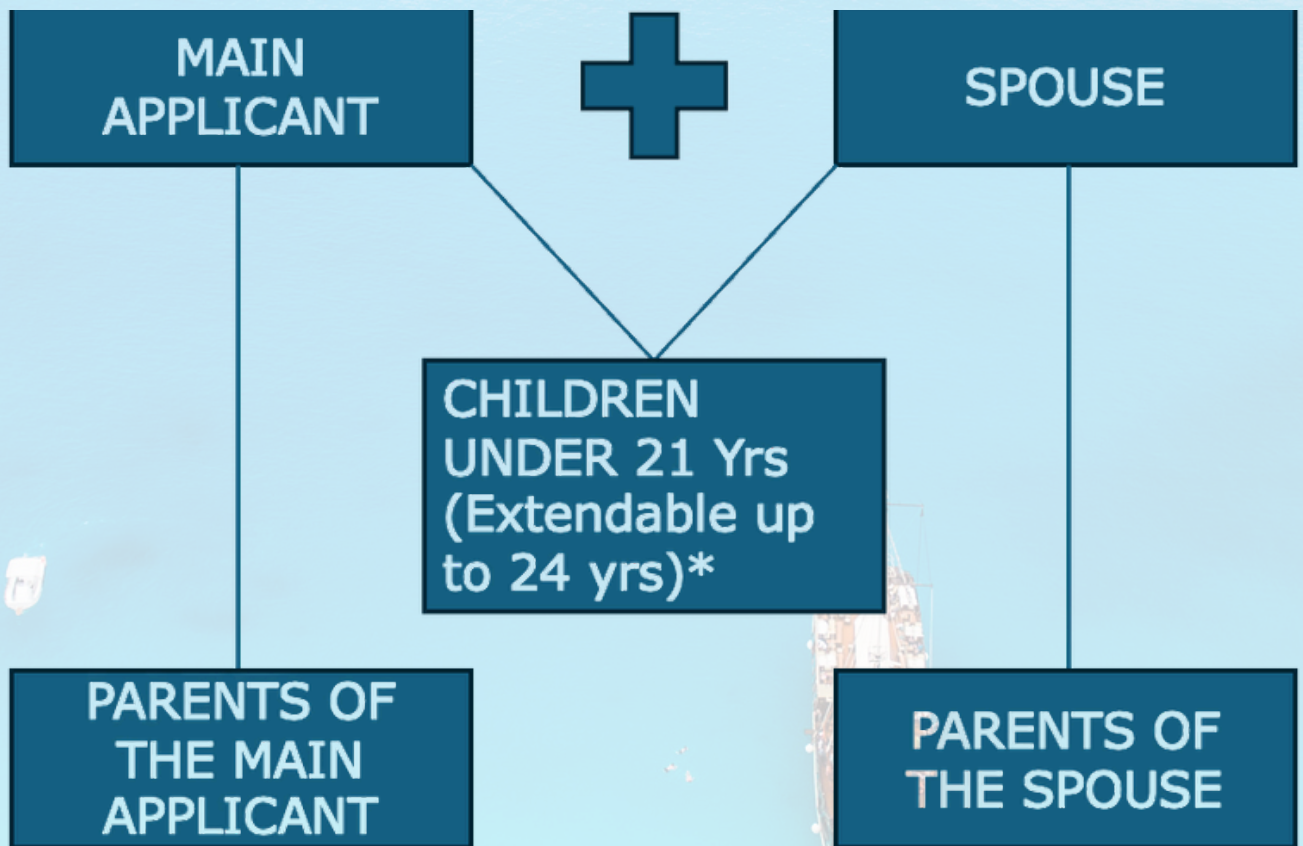 MAIN
APPLICANT
SPOUSE
CHILDREN
UNDER 21 Yrs
(Extendable up
to 24 yrs)*
PARENTS OF
THE MAIN
APPLICANT
PARENTS OF
THE SPOUSE